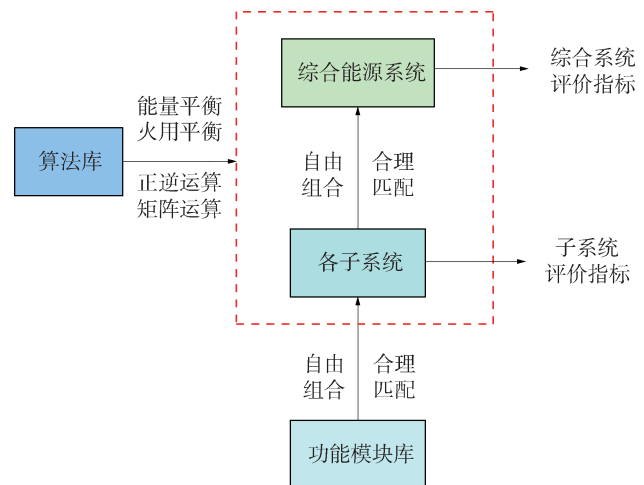 综合能源系统
综合系统
评价指标
能量平衡
火用平衡
算法库
正逆运算
矩阵运算
自由
组合
合理
匹配
各子系统
子系统
评价指标
自由
组合
合理
匹配
功能模块库